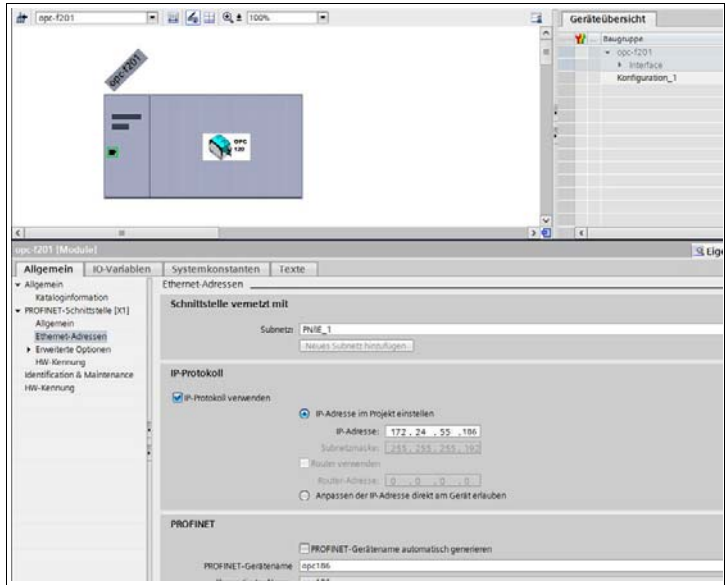 opc-f201
100%
Geräteübersicht
... Baugruppe
opc-f201
Interface
Konfiguration_1
opc-f201
OPC
120
opc-f201 [Module]
Eig
Allgemein
IO-Variablen
Systemkonstanten
Texte
Allgemein
Kataloginformation
PROFINET-Schnittstelle [X1]
Allgemein
Ethernet-Adressen
Erweiterte Optionen
HW-Kennung
Identification & Maintenance
HW-Kennung
Ethernet-Adressen
Schnittstelle vernetzt mit
Subnetz: PN/IE_1
Neues Subnetz hinzufügen
IP-Protokoll
IP-Protokoll verwenden
IP-Adresse im Projekt einstellen
IP-Adresse: 172 . 24 . 55 . 186
Subnetzmaske: 255 . 255 . 255 . 192
Router verwenden
Router-Adresse: 0 . 0 . 0 . 0
Anpassen der IP-Adresse direkt am Gerät erlauben
PROFINET
PROFINET-Gerätename automatisch generieren
PROFINET-Gerätename opc186